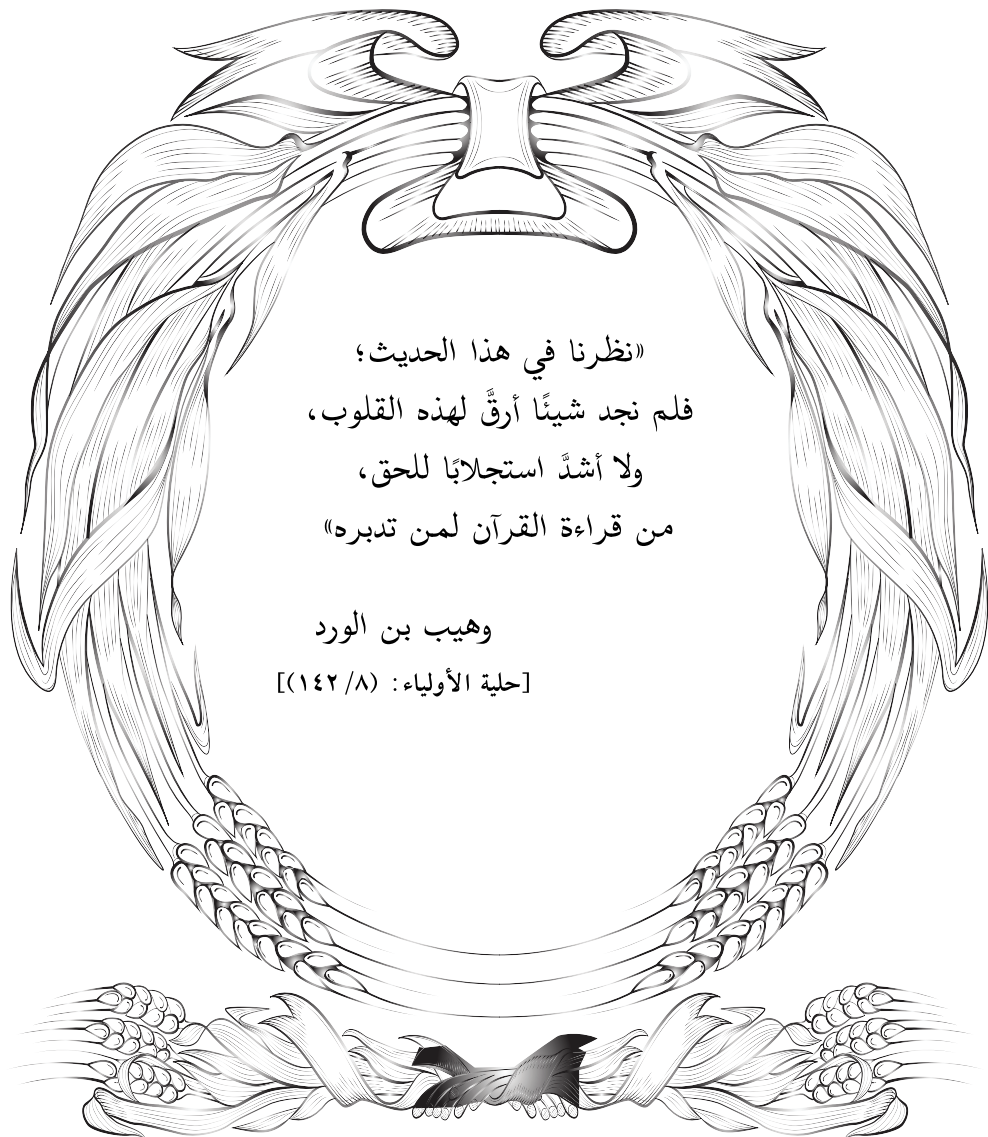 «نظرنا في هذا الحديث؛
فلم نجد شيئًا أرقَّ لهذه القلوب،
ولا أشدَّ استجلابًا للحق،
من قراءة القرآن لمن تدبره»
وهيب بن الورد
[حلية الأولياء: (٨/ ١٤٢)]